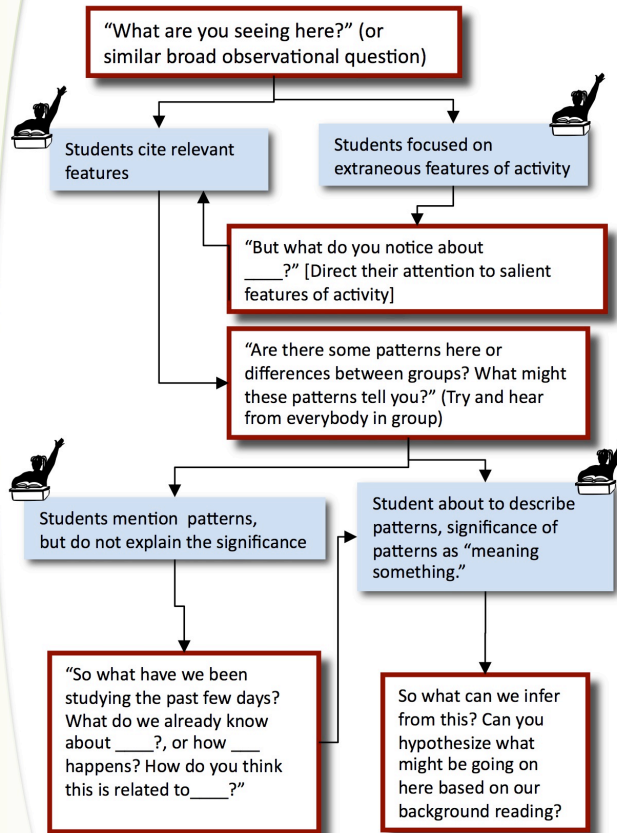 “What are you seeing here?” (or
similar broad observational question)
Students cite relevant
features
Students focused on
extraneous features of activity
“But what do you notice about
____?” [Direct their attention to salient
features of activity]
“Are there some patterns here or
differences between groups? What might
these patterns tell you?” (Try and hear
from everybody in group)
Students mention patterns,
but do not explain the significance
Student about to describe
patterns, significance of
patterns as “meaning
something.”
“So what have we been
studying the past few days?
What do we already know
about ____?, or how ___
happens? How do you think
this is related to____?”
So what can we infer
from this? Can you
hypothesize what
might be going on
here based on our
background reading?